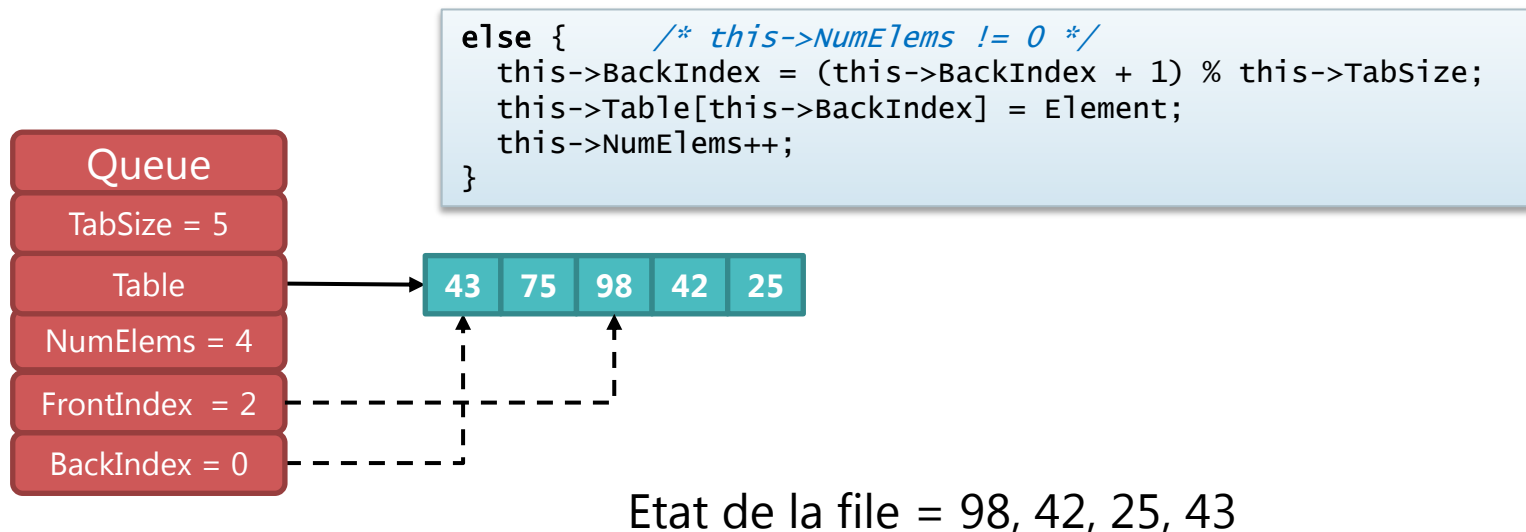 else {     /* this->NumElems != 0 */
  this->BackIndex = (this->BackIndex + 1) % this->TabSize;
  this->Table[this->BackIndex] = Element;
  this->NumElems++;
}
Queue
TabSize = 5
Table
43 75 98 42 25
NumElems = 4
FrontIndex = 2
BackIndex = 0
Etat de la file = 98, 42, 25, 43